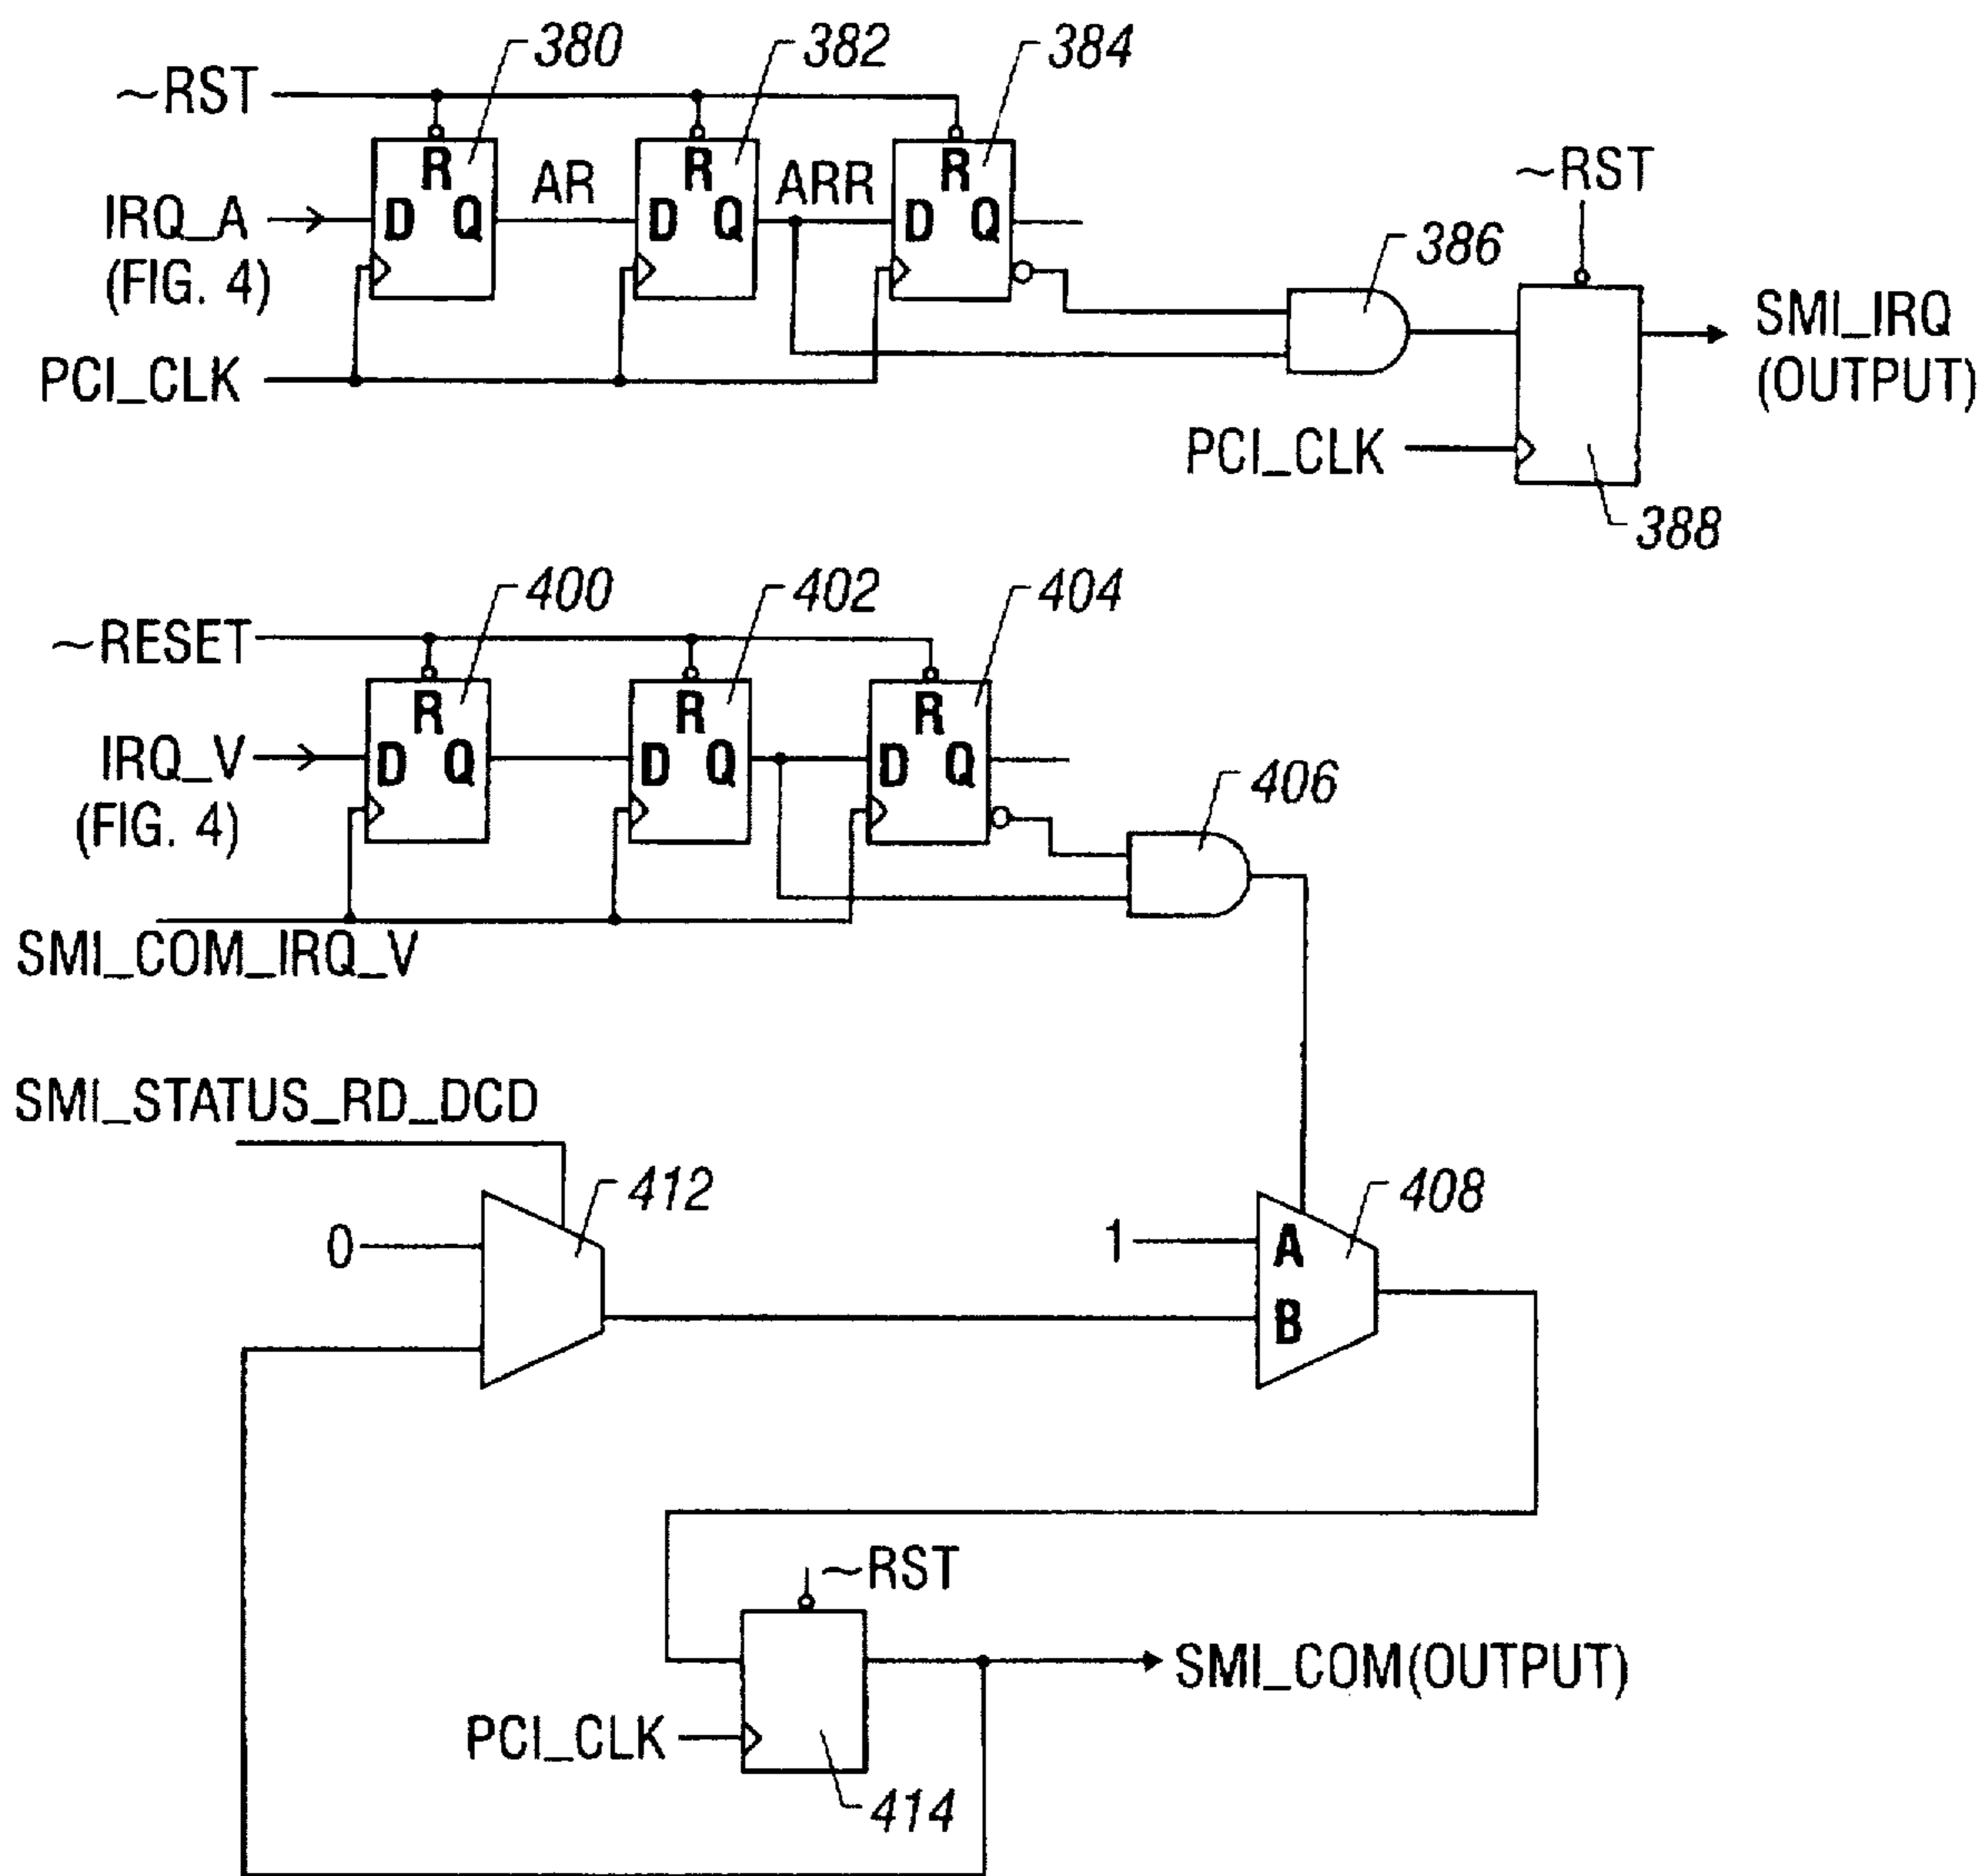 380
382
384
~RST
R
R
R
~RST
IRQ_A
(FIG. 4)
D Q
AR
D Q
ARR
D Q
386
SMI_IRQ
(OUTPUT)
PCI_CLK
PCI_CLK
388
400
402
404
~RESET
R
R
R
IRQ_V
(FIG. 4)
D Q
D Q
D Q
406
SMI_COM_IRQ_V
SMI_STATUS_RD_DCD
412
408
0
1
A
B
~RST
SMI_COM(OUTPUT)
PCI_CLK
414